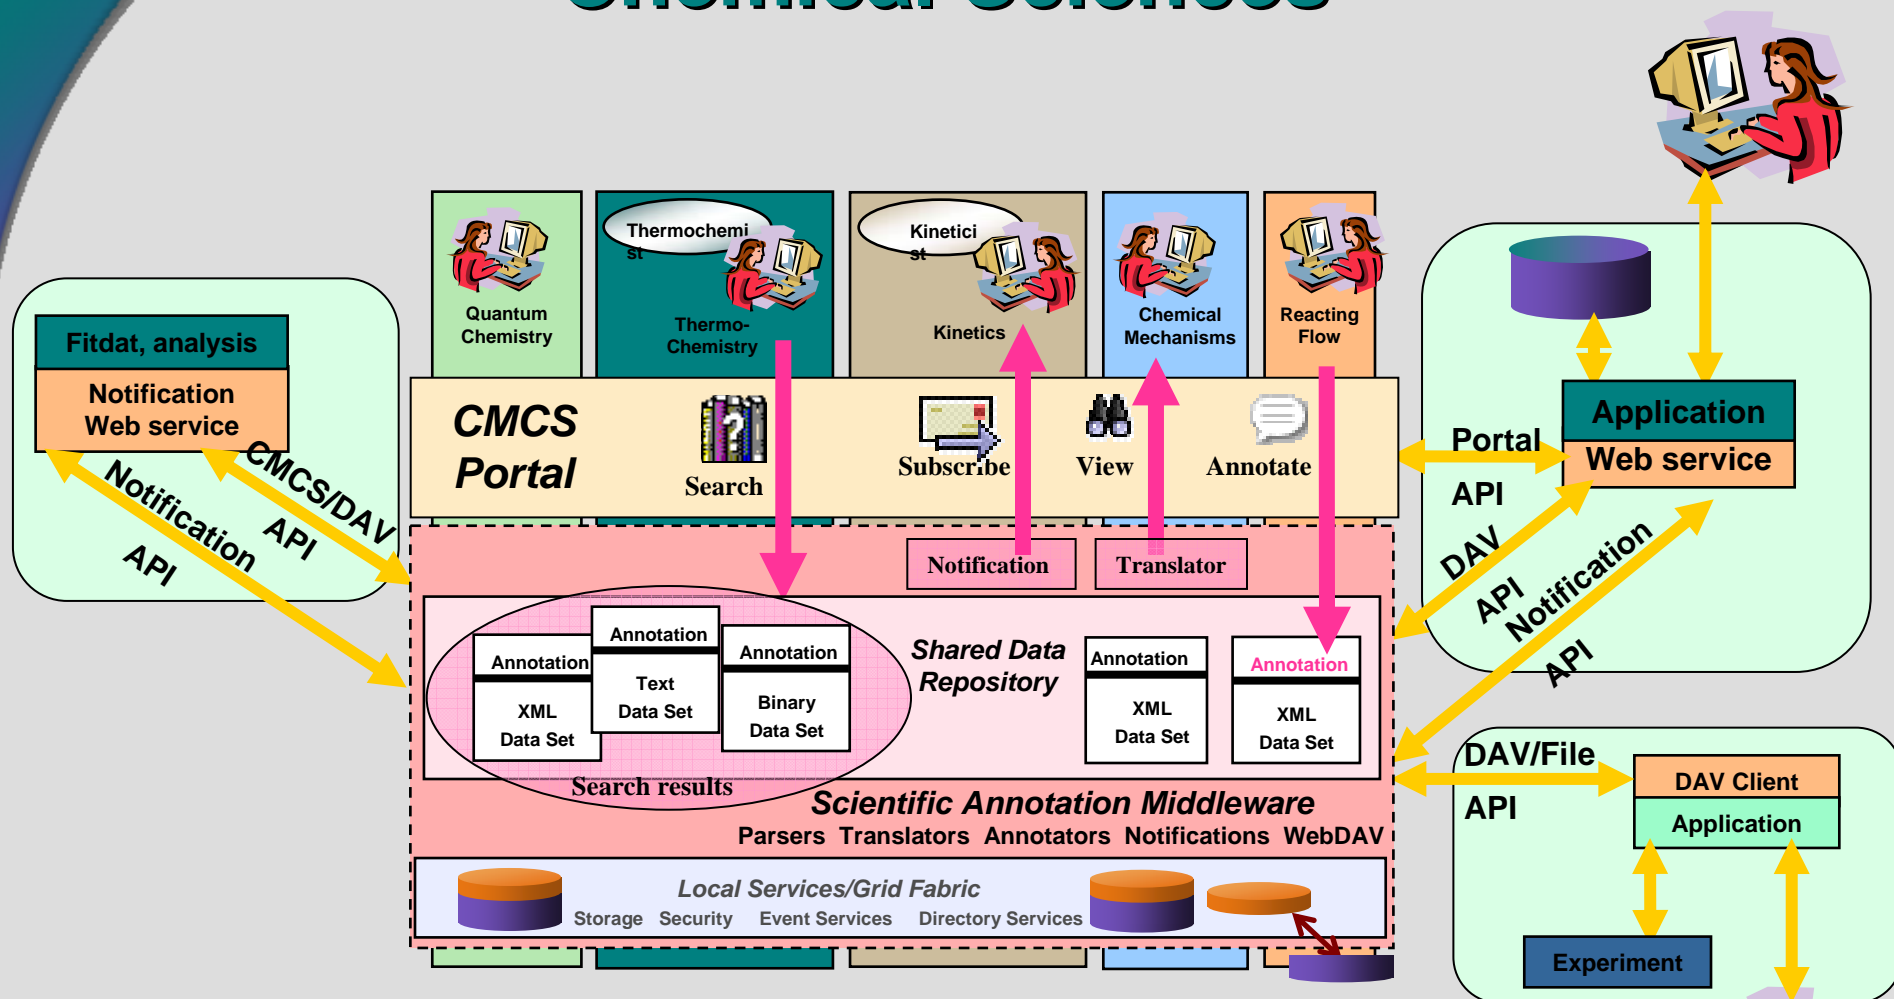 Chemical Sciences
Thermochemi
st
Kinetici
st
Quantum
Chemistry
Thermo-
Chemistry
Kinetics
Chemical
Mechanisms
Reacting
Flow
Fitdat, analysis
Notification
Web service
CMCS/DAV
API
Notification
API
CMCS
Portal
Search
Subscribe
View
Annotate
Application
Web service
Portal
API
DAV
API
Notification
API
Notification
Translator
Annotation
XML
Data Set
Annotation
Text
Data Set
Annotation
Binary
Data Set
Search results
Shared Data
Repository
Annotation
XML
Data Set
Annotation
XML
Data Set
Scientific Annotation Middleware
Parsers Translators Annotators Notifications WebDAV
Local Services/Grid Fabric
Storage Security Event Services Directory Services
DAV/File
API
DAV Client
Application
Experiment